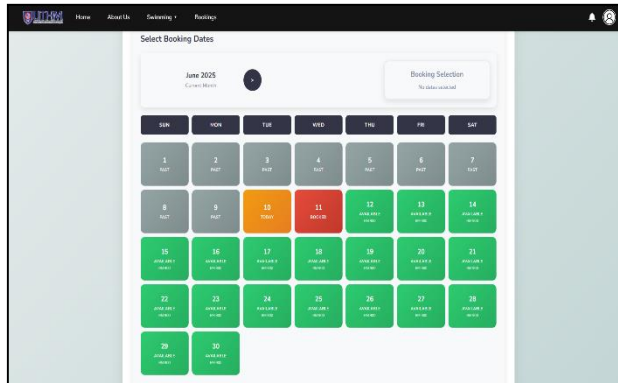 Home About Us Swimming Bookings
Select Booking Dates
June 2025
Current Month
>
Booking Selection
No dates selected
SUN MON TUE WED THU FRI SAT
1 2 3 4 5 6 7
PAST PAST PAST PAST PAST PAST PAST
8 9 10 11 12 13 14
PAST PAST TODAY BOOKED AVAILABLE AVAILABLE AVAILABLE
15 16 17 18 19 20 21
AVAILABLE AVAILABLE AVAILABLE AVAILABLE AVAILABLE AVAILABLE AVAILABLE
22 23 24 25 26 27 28
AVAILABLE AVAILABLE AVAILABLE AVAILABLE AVAILABLE AVAILABLE AVAILABLE
29 30
AVAILABLE AVAILABLE